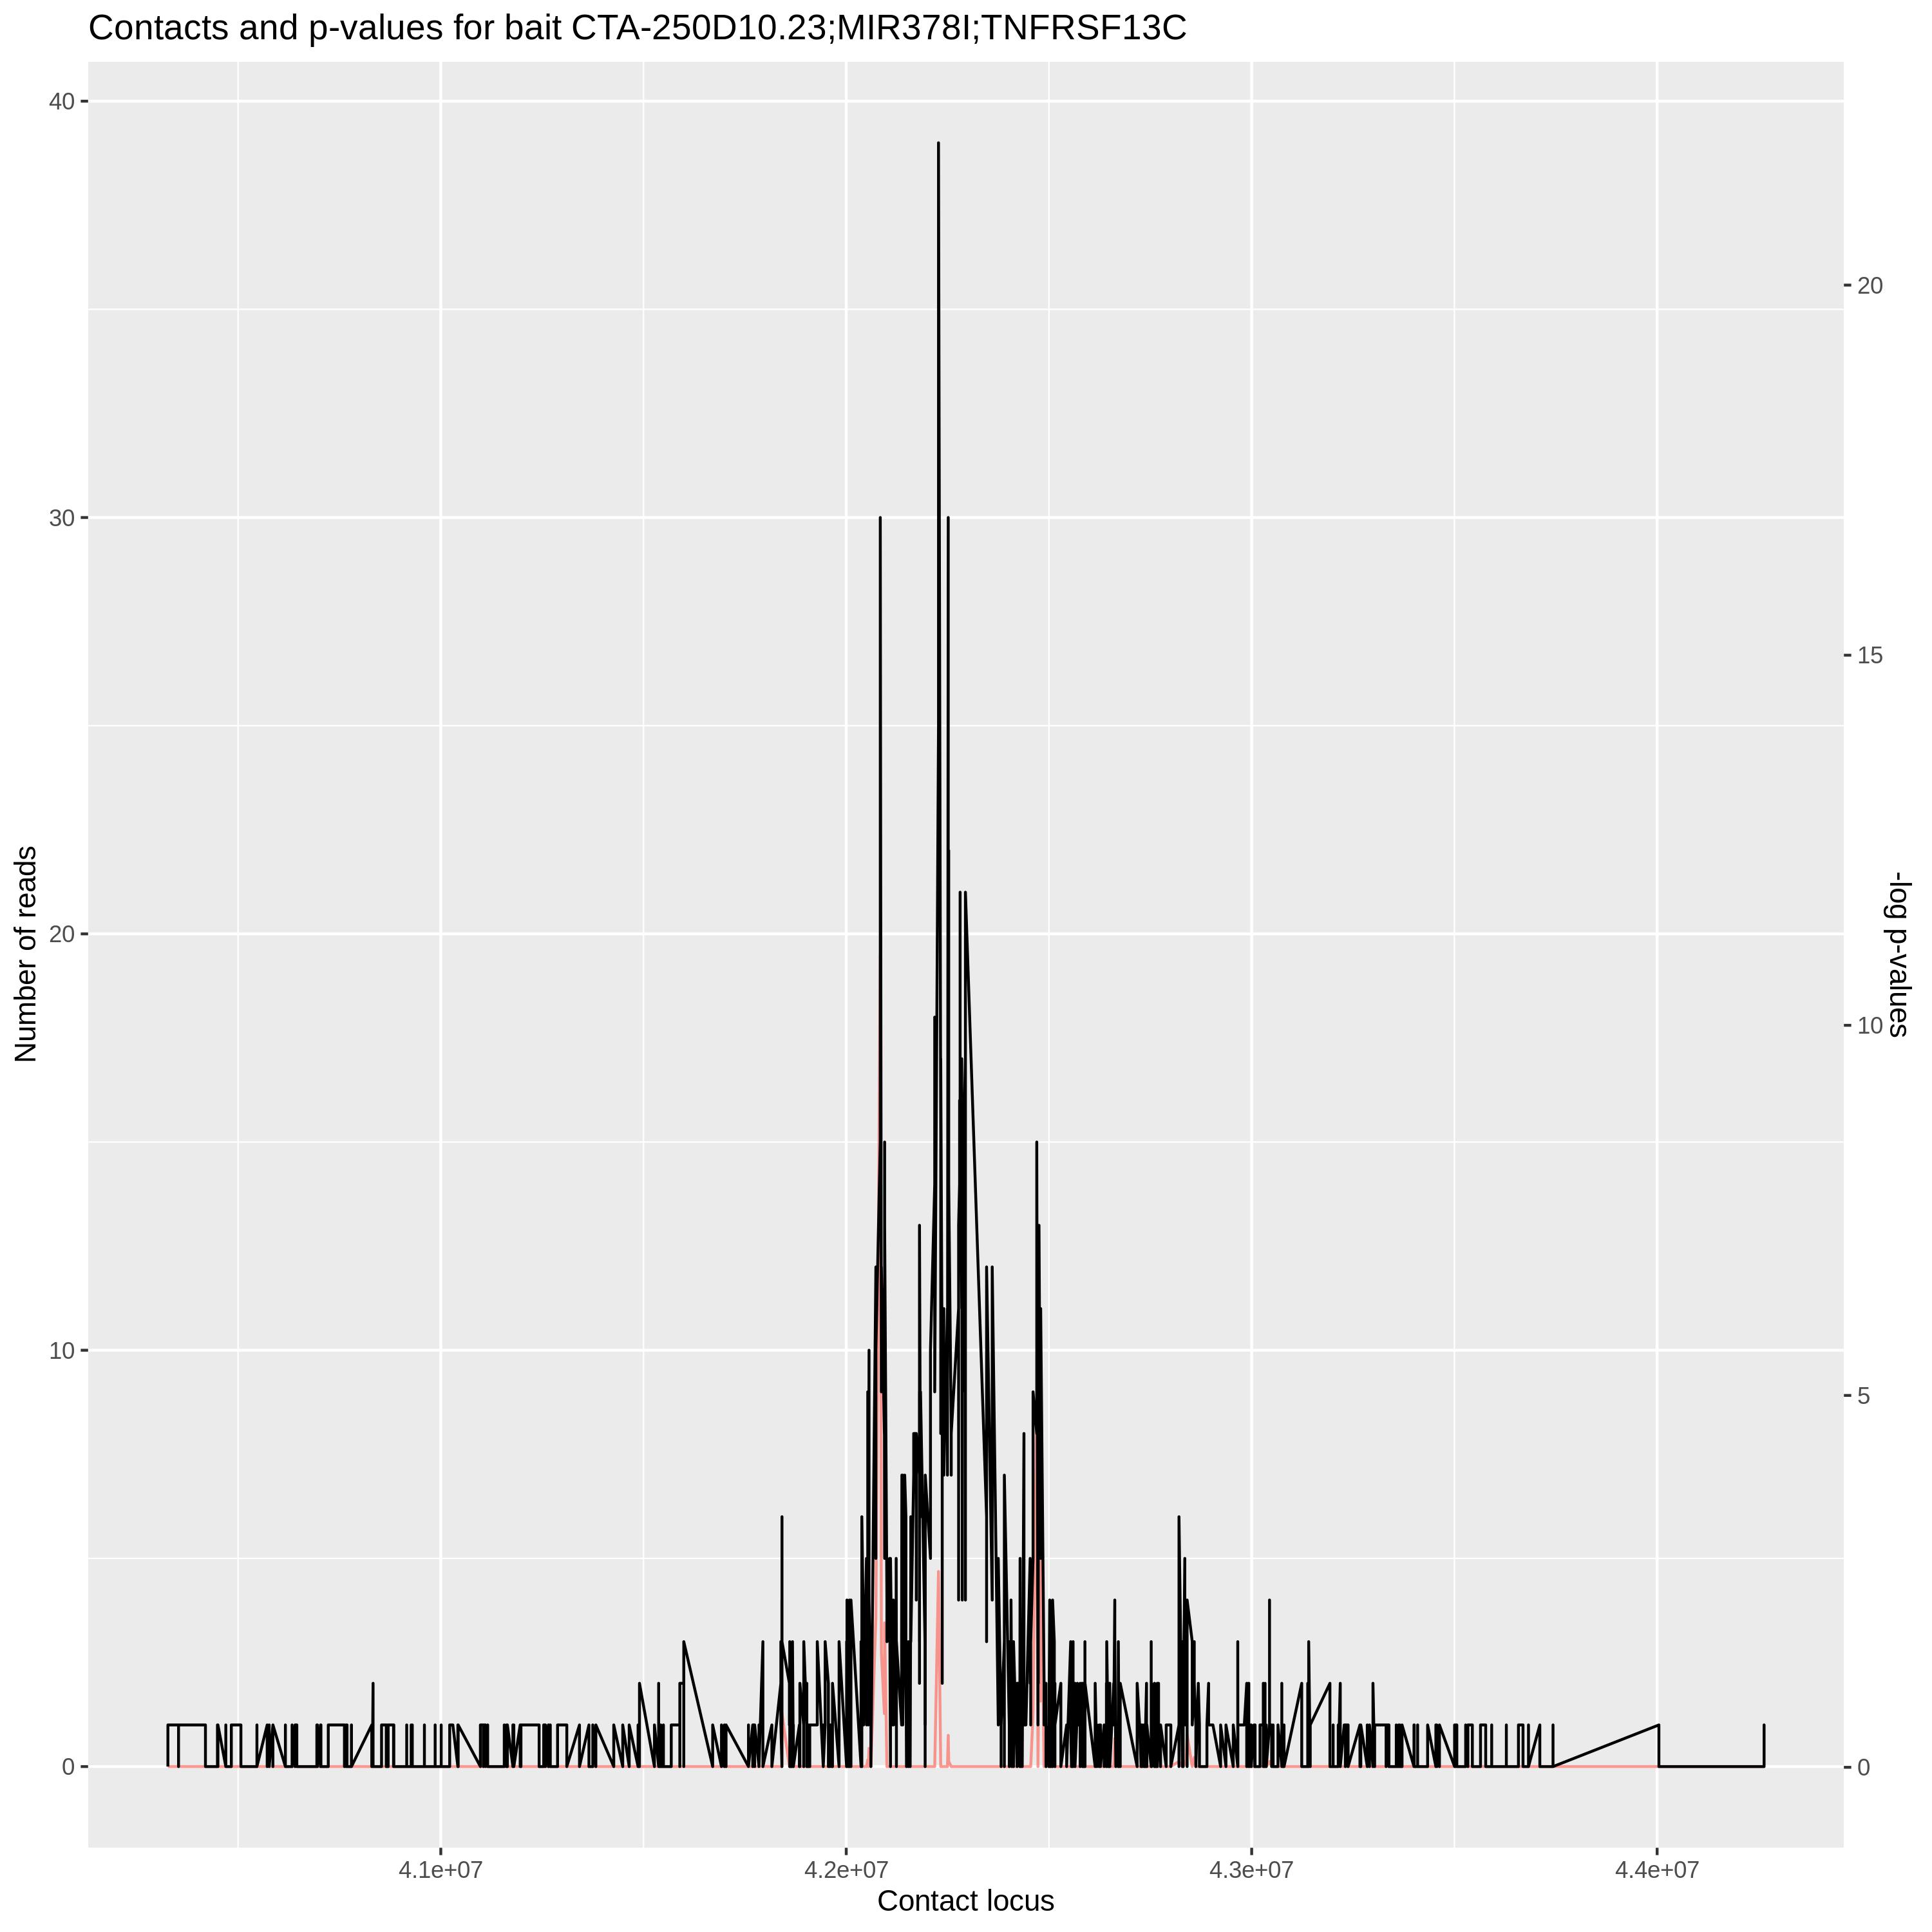 Contacts and p-values for bait CTA-250D10.23;MIR378I;TNFRSF13C
40
30
20
10
0
Number of reads
20
15
10
5
0
-log p-values
4.1e+07 4.2e+07 4.3e+07 4.4e+07
Contact locus